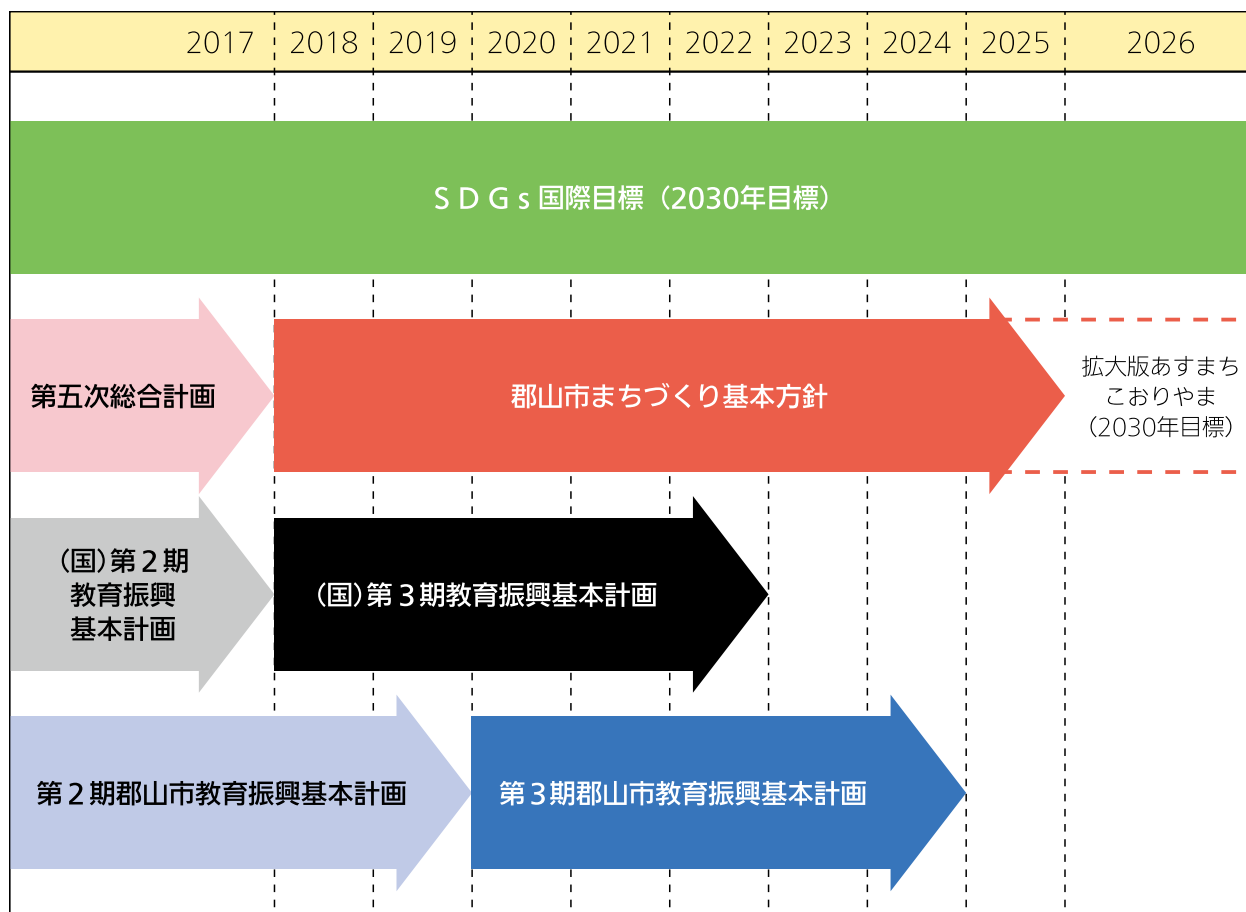 2017 2018 2019 2020 2021 2022 2023 2024 2025 2026
ＳＤＧｓ国際目標（2030年目標）
第五次総合計画
郡山市まちづくり基本方針
拡大版あすまち
こおりやま
（2030年目標）
（国）第２期
教育振興
基本計画
（国）第３期教育振興基本計画
第２期郡山市教育振興基本計画
第３期郡山市教育振興基本計画